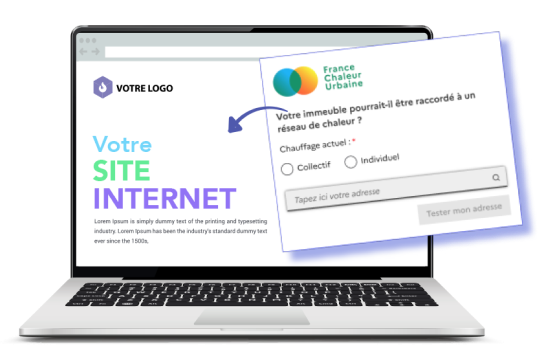 VOTRE LOGO
Votre
SITE
INTERNET
Lorem Ipsum is simply dummy text of the printing and typesetting
industry. Lorem Ipsum has been the industry's standard dummy text
ever since the 1500s,
France
Chaleur
Urbaine
Votre immeuble pourrait-il être raccordé à un
réseau de chaleur ?
Chauffage actuel : *
Collectif Individuel
Tapez ici votre adresse
Tester mon adresse